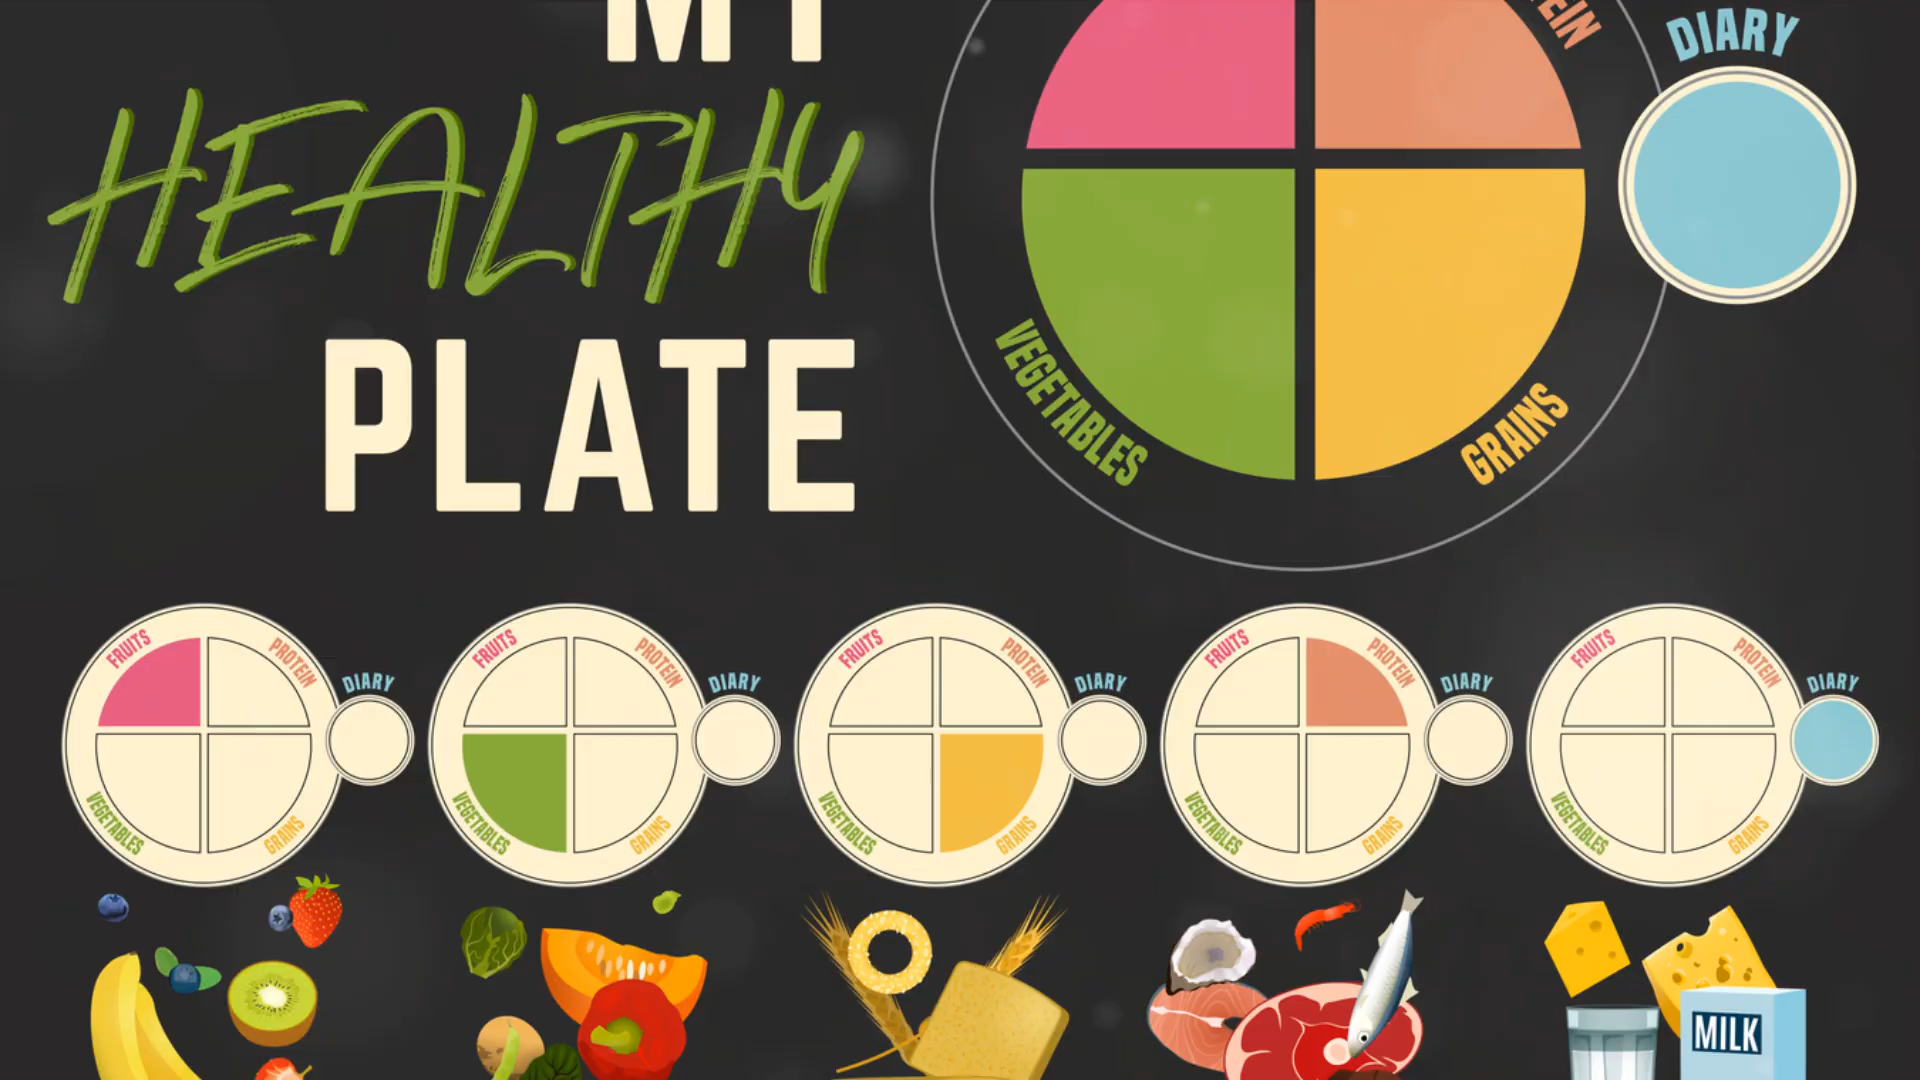 MY
HEALTHY
PLATE
DIARY
VEGETABLES
GRAINS
FRUITS
PROTEIN
DIARY
VEGETABLES
GRAINS
FRUITS
PROTEIN
DIARY
VEGETABLES
GRAINS
FRUITS
PROTEIN
DIARY
VEGETABLES
GRAINS
FRUITS
PROTEIN
DIARY
VEGETABLES
GRAINS
FRUITS
PROTEIN
DIARY
VEGETABLES
GRAINS
MILK